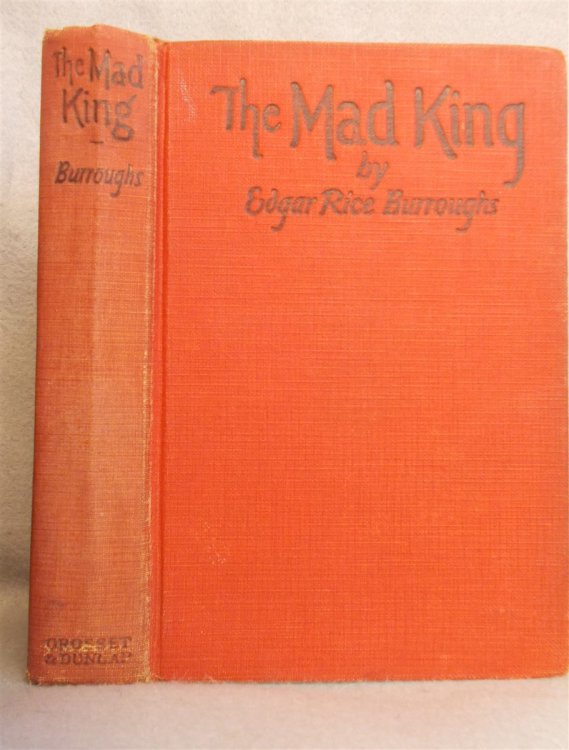 The Mad
King
Burroughs
GROSSET
& DUNLAP
The Mad King
by
Edgar Rice Burroughs